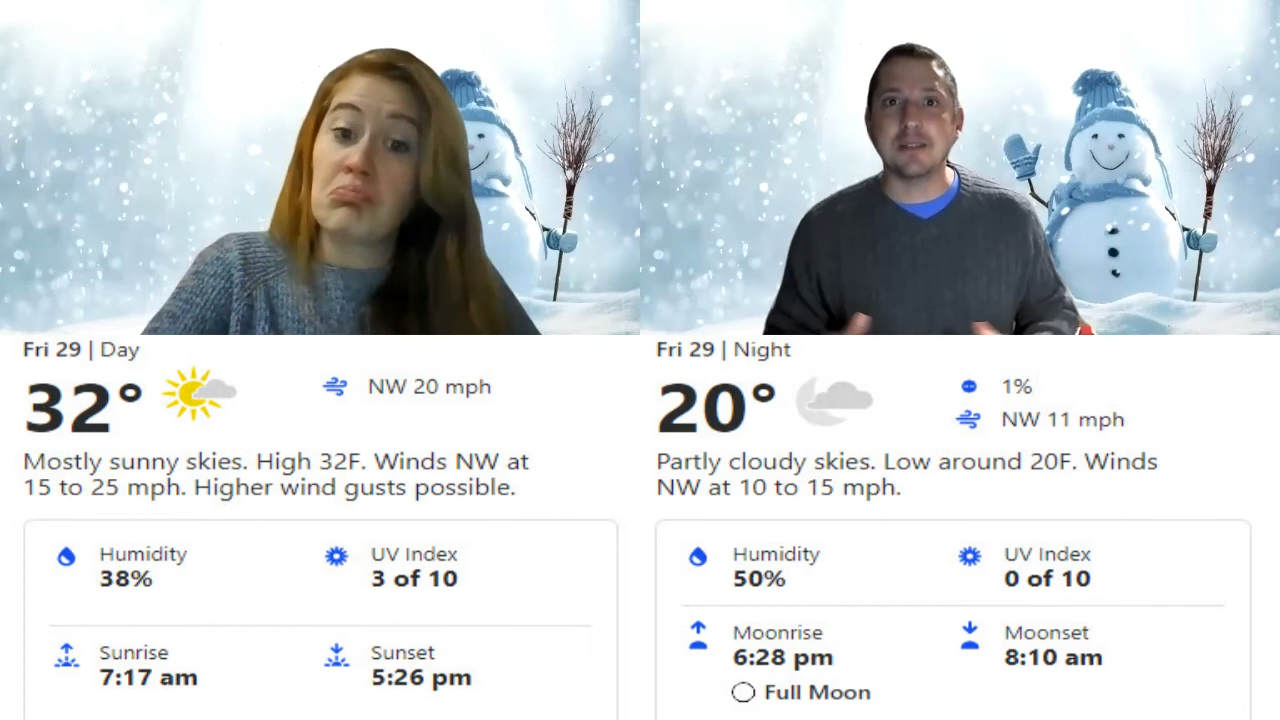 Fri 29 | Day
32°
NW 20 mph
Mostly sunny skies. High 32F. Winds NW at
15 to 25 mph. Higher wind gusts possible.
Humidity
38%
UV Index
3 of 10
Sunrise
7:17 am
Sunset
5:26 pm
Fri 29 | Night
20°
1%
NW 11 mph
Partly cloudy skies. Low around 20F. Winds
NW at 10 to 15 mph.
Humidity
50%
UV Index
0 of 10
Moonrise
6:28 pm
Full Moon
Moonset
8:10 am